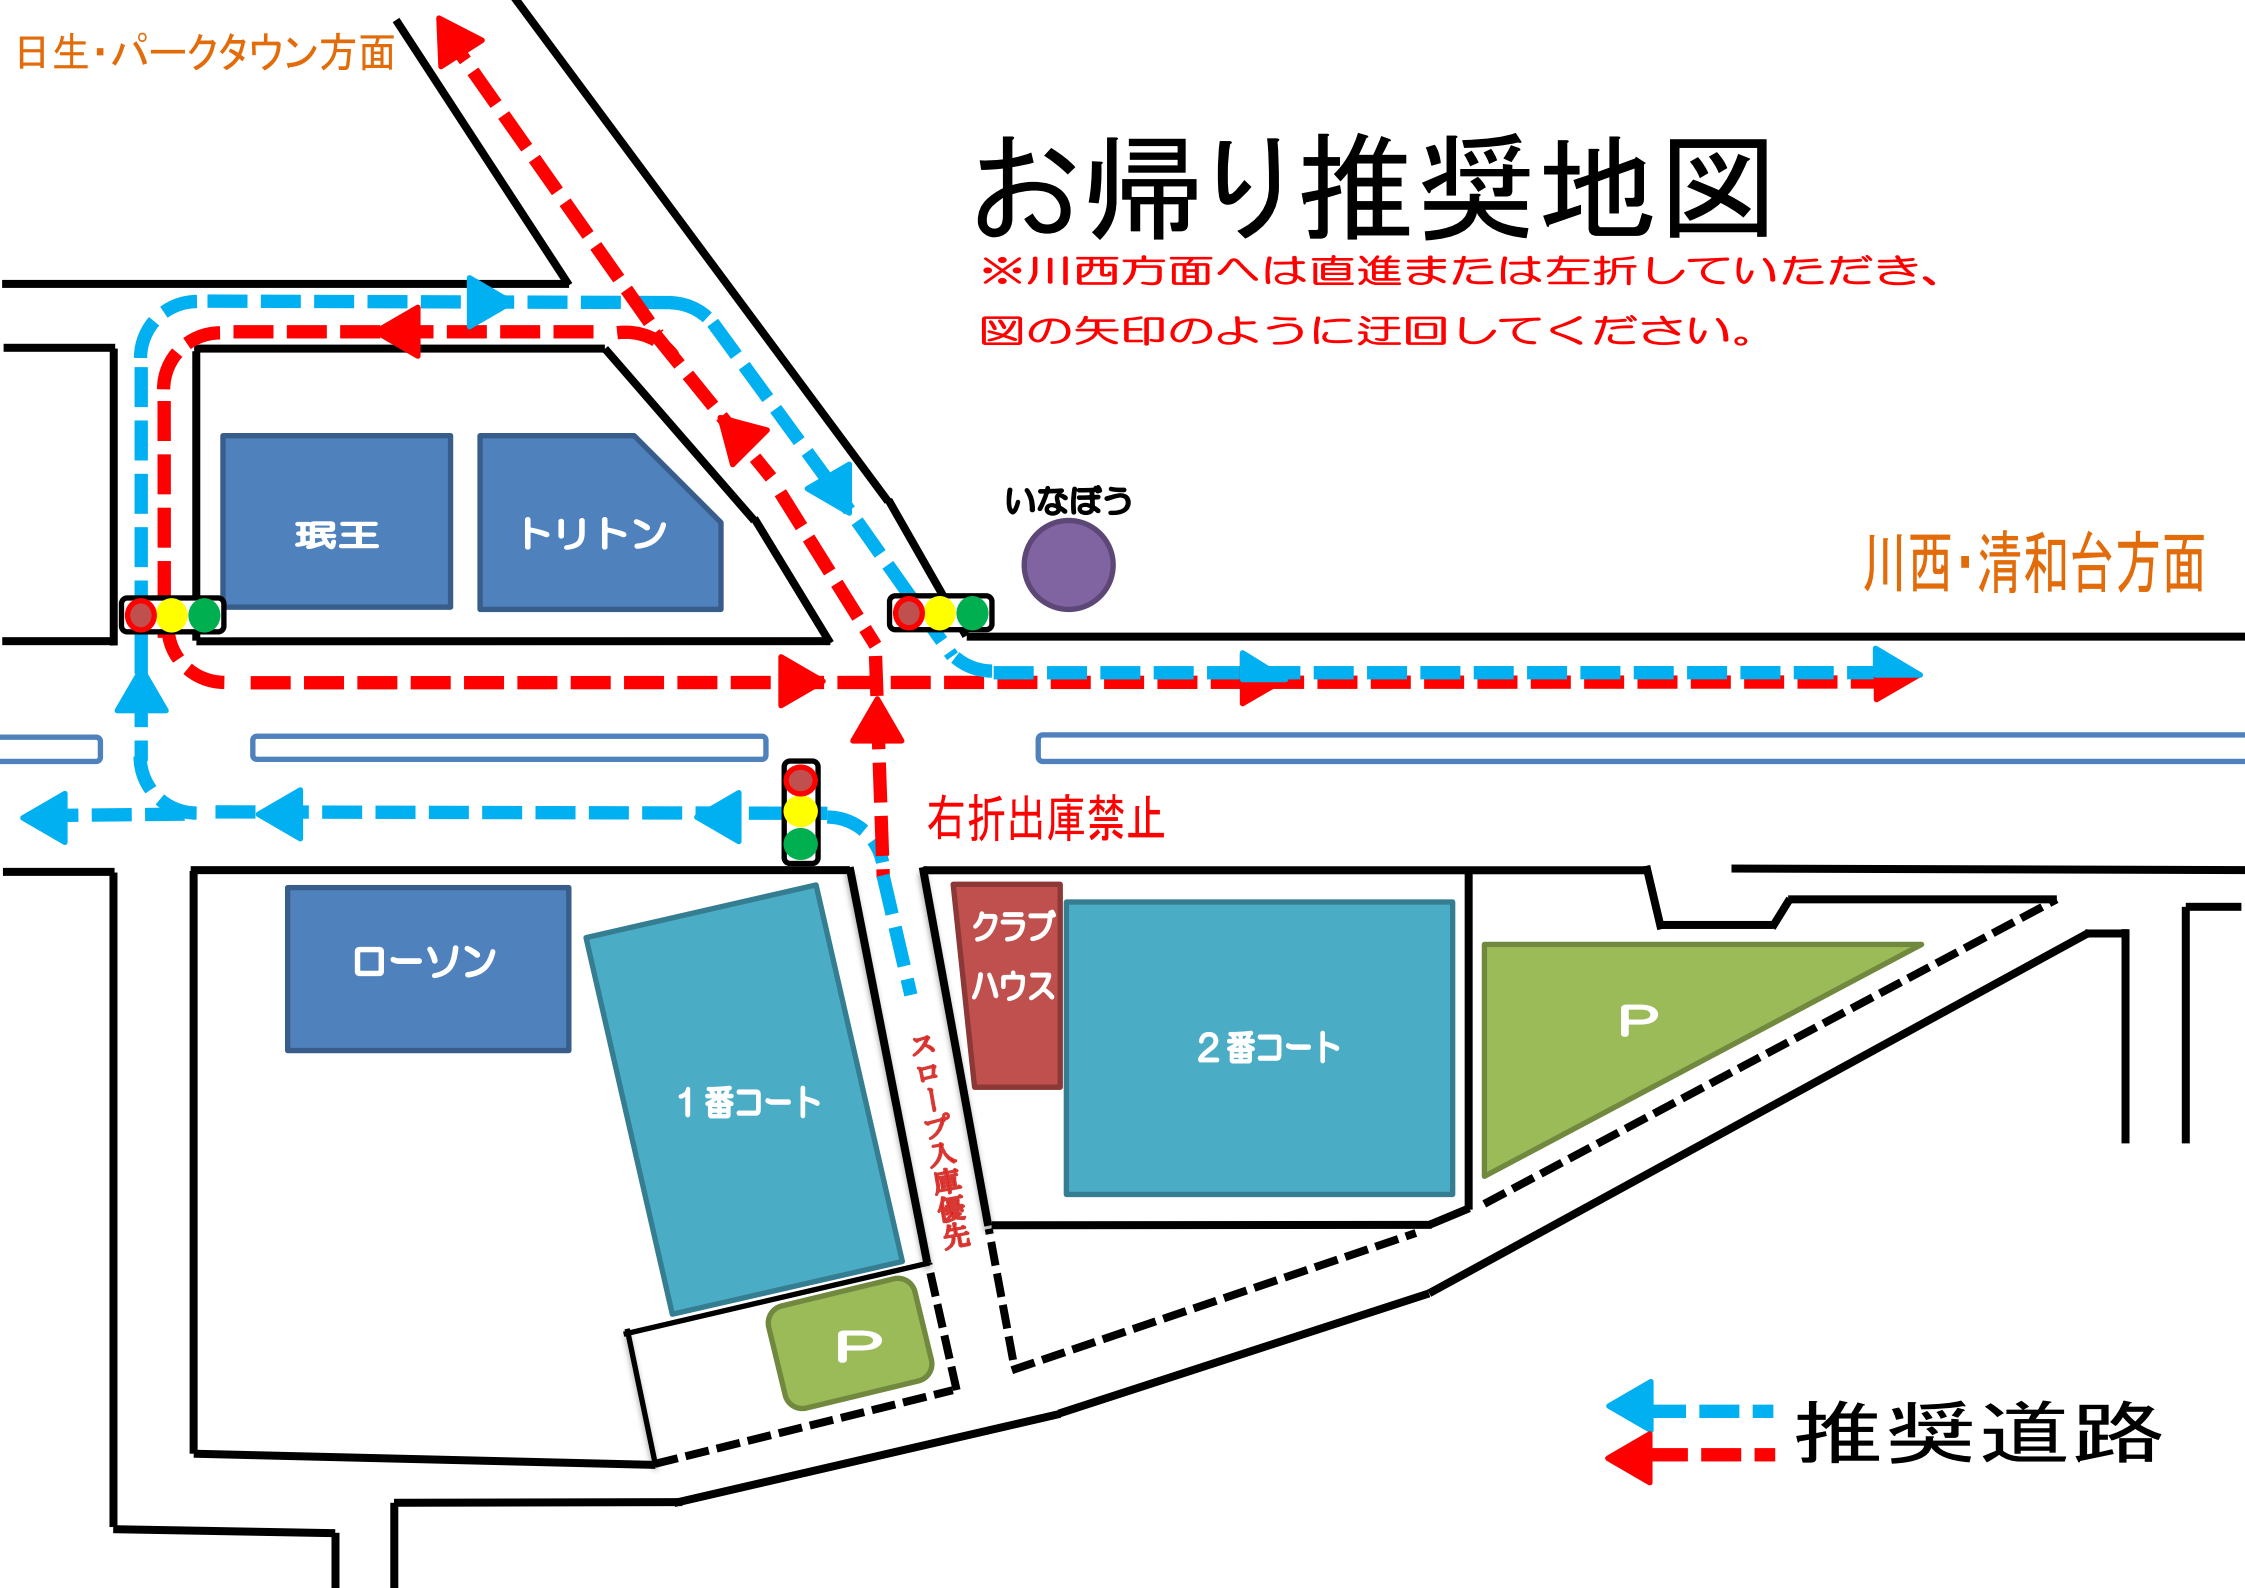 日生・パークタウン方面
お帰り推奨地図
※川西方面へは直進または左折していただき、
図の矢印のように迂回してください。
いなぼう
珉王
トリトン
川西・清和台方面
右折出庫禁止
ローソン
クラブ
ハウス
２番コート
P
１番コート
スロープ入庫優先
P
推奨道路